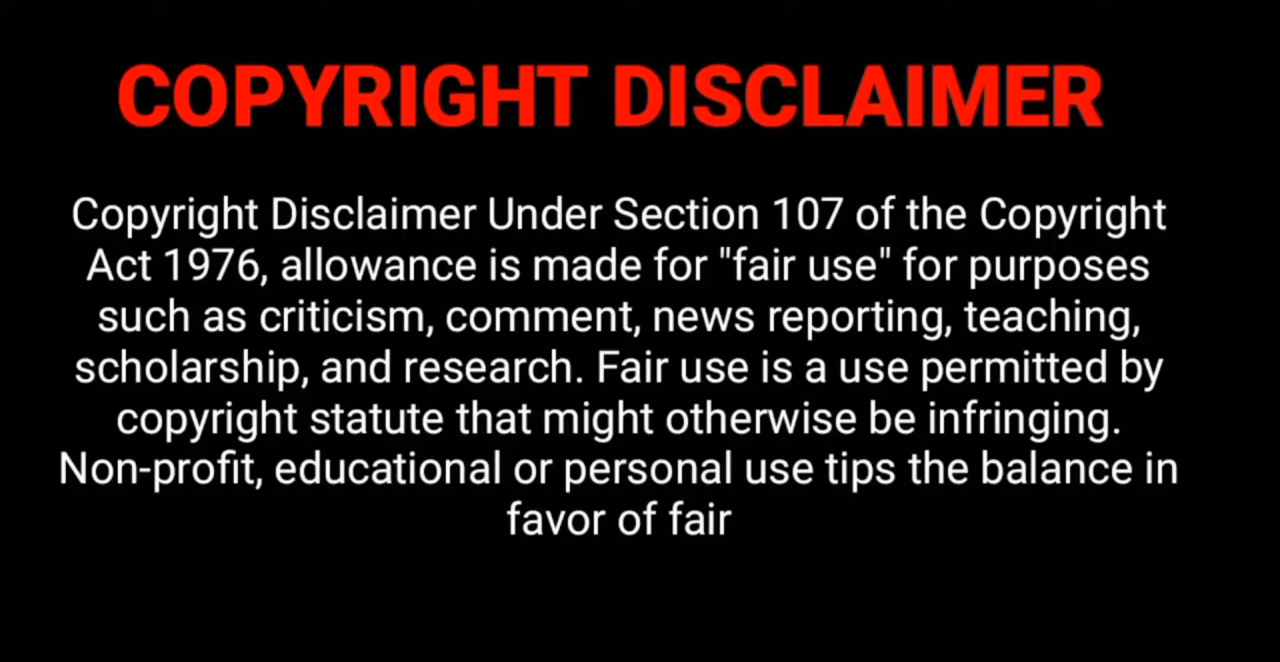 COPYRIGHT DISCLAIMER
Copyright Disclaimer Under Section 107 of the Copyright
Act 1976, allowance is made for "fair use" for purposes
such as criticism, comment, news reporting, teaching,
scholarship, and research. Fair use is a use permitted by
copyright statute that might otherwise be infringing.
Non-profit, educational or personal use tips the balance in
favor of fair